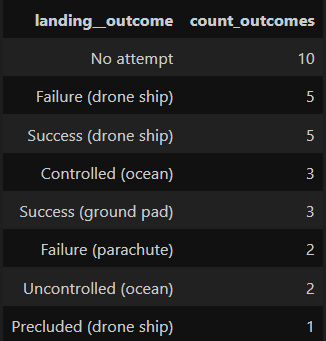 landing__outcome count_outcomes
No attempt 10
Failure (drone ship) 5
Success (drone ship) 5
Controlled (ocean) 3
Success (ground pad) 3
Failure (parachute) 2
Uncontrolled (ocean) 2
Precluded (drone ship) 1